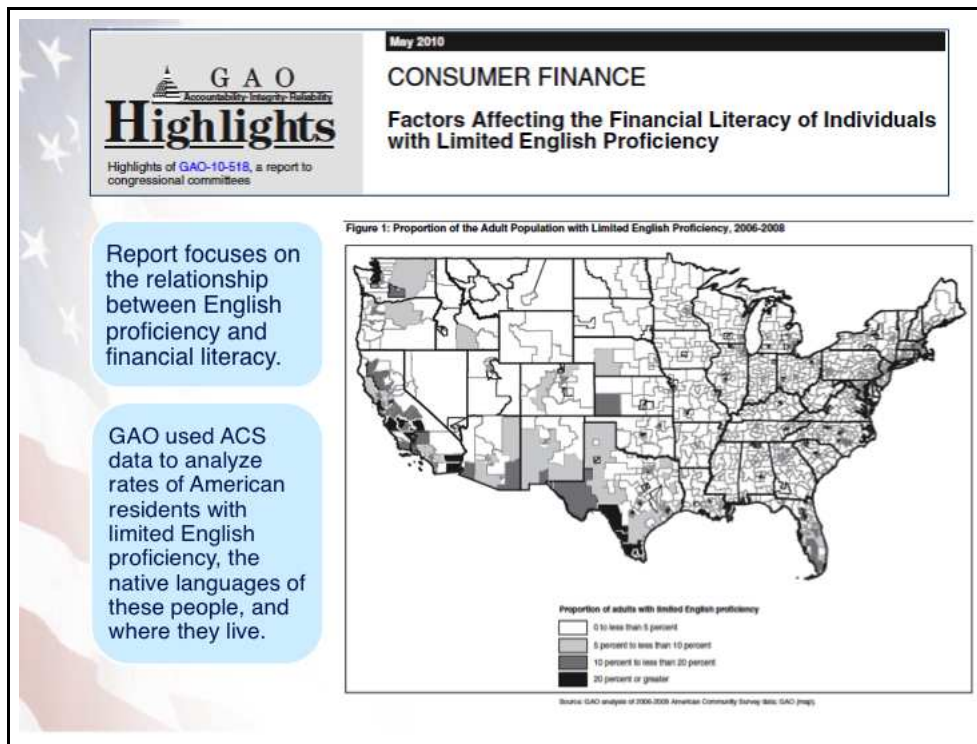 May 2010
G A O
Accountability·Integrity·Reliability
Highlights
Highlights of GAO-10-518, a report to
congressional committees
CONSUMER FINANCE
Factors Affecting the Financial Literacy of Individuals
with Limited English Proficiency
Report focuses on
the relationship
between English
proficiency and
financial literacy.
GAO used ACS
data to analyze
rates of American
residents with
limited English
proficiency, the
native languages of
these people, and
where they live.
Figure 1: Proportion of the Adult Population with Limited English Proficiency, 2006-2008
Proportion of adults with limited English proficiency
0 to less than 5 percent
5 percent to less than 10 percent
10 percent to less than 20 percent
20 percent or greater
Source: GAO analysis of 2006-2008 American Community Survey data; GAO (map).